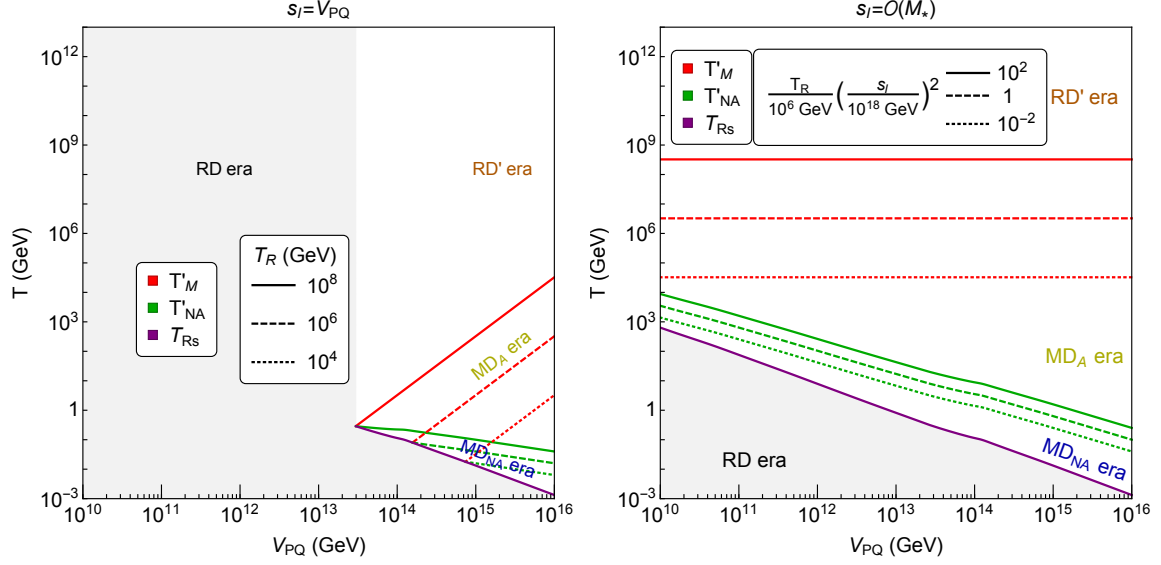 s_I=V_PQ
T (GeV)
10^12
10^9
10^6
10^3
1
10^-3
RD era
RD' era
T'_M
T'_NA
T_Rs
T_R (GeV)
10^8
10^6
10^4
MD_A era
MD_NA era
10^10 10^11 10^12 10^13 10^14 10^15 10^16
V_PQ (GeV)
s_I=O(M_*)
T (GeV)
10^12
10^9
10^6
10^3
1
10^-3
T'_M
T'_NA
T_Rs
T_R/10^6 GeV (s_I/10^18 GeV)^2
10^2
1
10^-2
RD' era
MD_A era
MD_NA era
RD era
10^10 10^11 10^12 10^13 10^14 10^15 10^16
V_PQ (GeV)